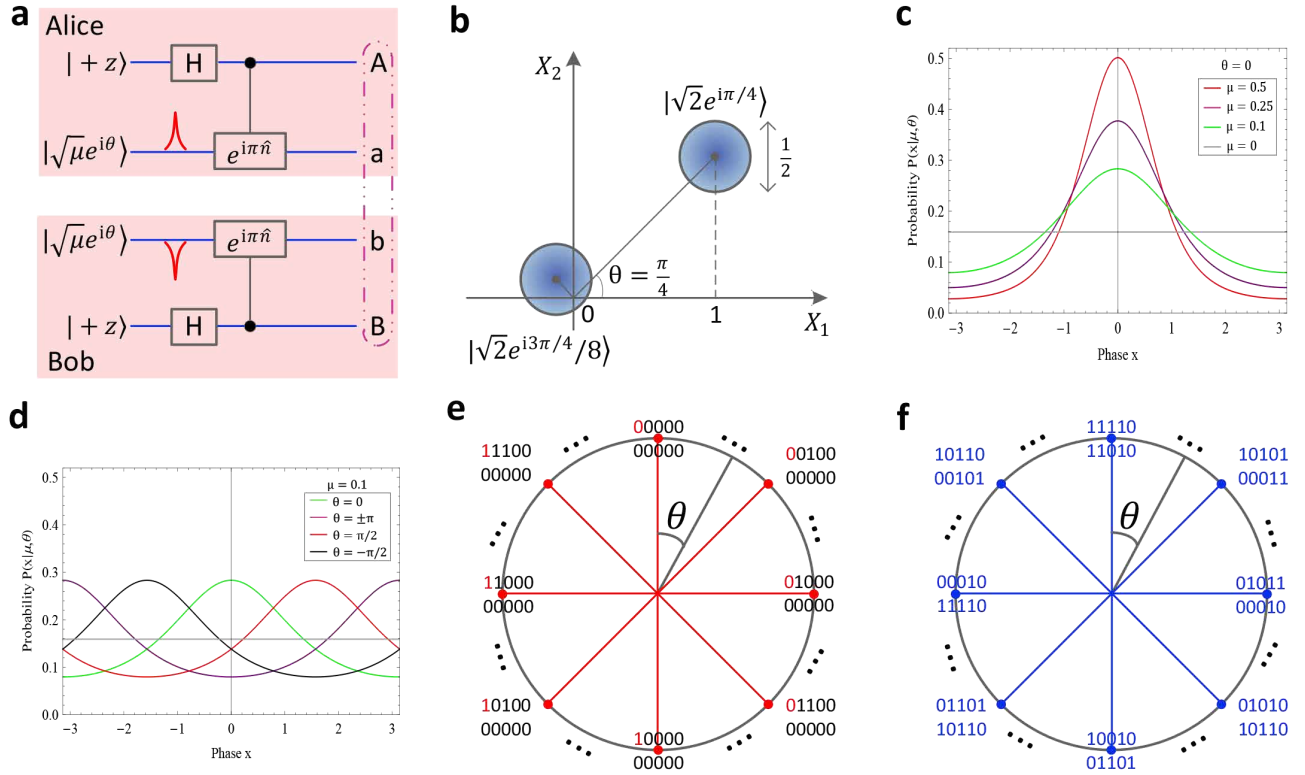 a
Alice
|+z⟩
H
A
|√μe^{iθ}⟩
e^{iπn̂}
a
|√μe^{iθ}⟩
e^{iπn̂}
b
|+z⟩
H
B
Bob
b
X₂
|√2e^{iπ/4}⟩
1/2
θ = π/4
0
1
X₁
|√2e^{i3π/4}/8⟩
c
Probability P(x|μ,θ)
θ = 0
μ = 0.5
μ = 0.25
μ = 0.1
μ = 0
0.5
0.4
0.3
0.2
0.1
0.0
−3 −2 −1 0 1 2 3
Phase x
d
Probability P(x|μ,θ)
μ = 0.1
θ = 0
θ = ±π
θ = π/2
θ = −π/2
0.5
0.4
0.3
0.2
0.1
0.0
−3 −2 −1 0 1 2 3
Phase x
e
00000
00000
00100
00000
01000
00000
01100
00000
10000
00000
10100
00000
11000
00000
11100
00000
θ
f
11111
11010
10101
00011
01011
00010
01010
10110
10010
01101
01101
10110
00010
11110
10110
00101
θ